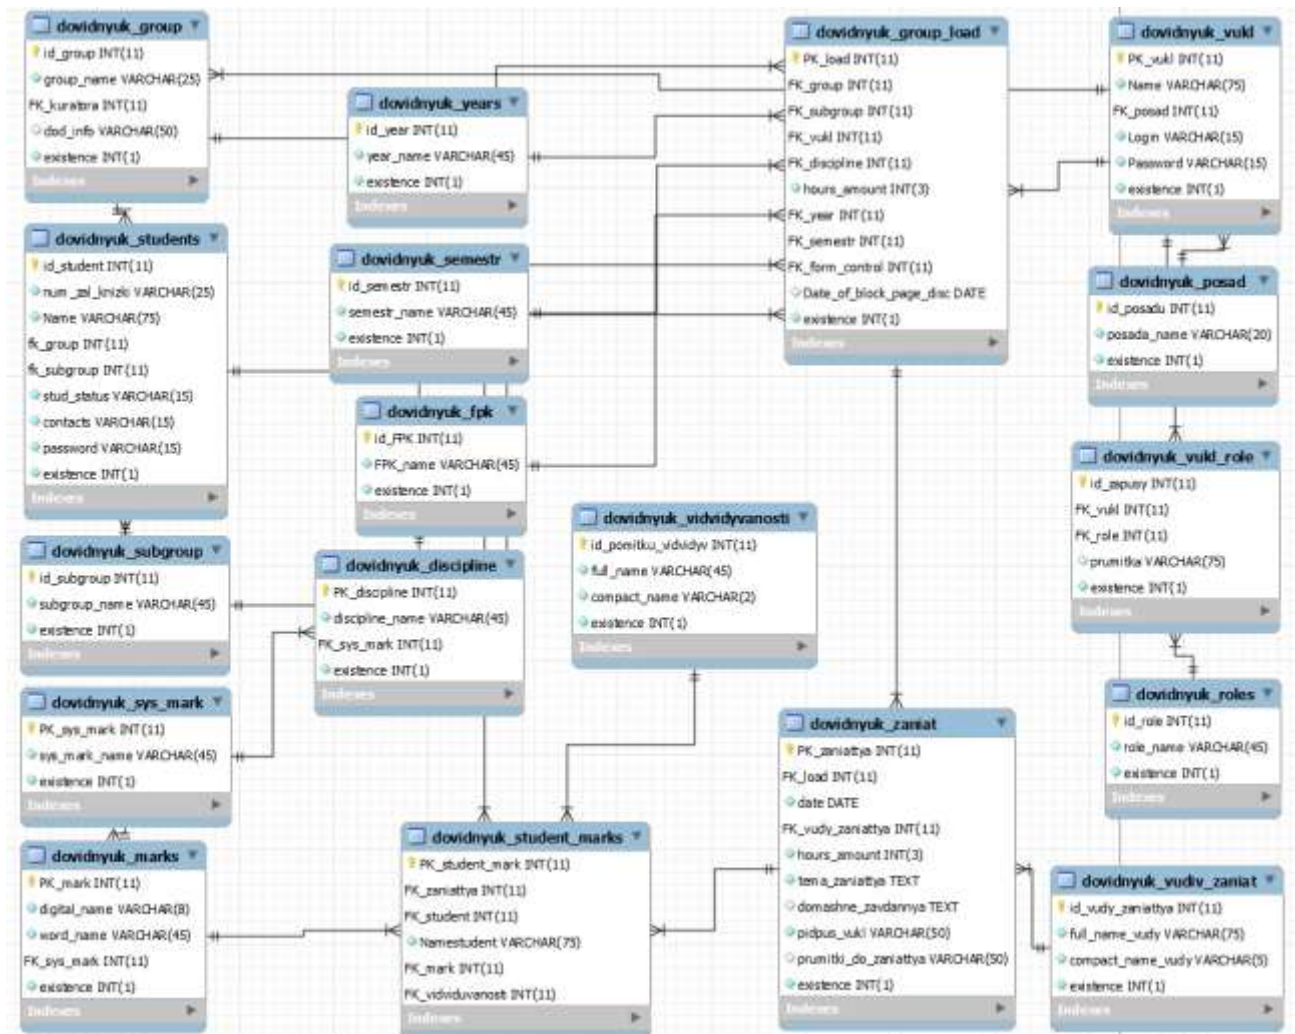 dovidnyuk_group
id_group INT(11)
group_name VARCHAR(25)
FK_kuratora INT(11)
dod_info VARCHAR(50)
existence INT(1)
Indexes
dovidnyuk_years
id_year INT(11)
year_name VARCHAR(45)
existence INT(1)
Indexes
dovidnyuk_group_load
PK_load INT(11)
FK_group INT(11)
FK_subgroup INT(11)
FK_vukl INT(11)
FK_discipline INT(11)
hours_amount INT(3)
FK_year INT(11)
FK_semestr INT(11)
FK_form_control INT(11)
Date_of_block_page_disc DATE
existence INT(1)
Indexes
dovidnyuk_vukl
PK_vukl INT(11)
Name VARCHAR(75)
FK_posad INT(11)
Login VARCHAR(15)
Password VARCHAR(15)
existence INT(1)
Indexes
dovidnyuk_students
id_student INT(11)
num_zal_knizki VARCHAR(25)
Name VARCHAR(75)
fk_group INT(11)
fk_subgroup INT(11)
stud_status VARCHAR(15)
contacts VARCHAR(15)
password VARCHAR(15)
existence INT(1)
Indexes
dovidnyuk_semestr
id_semestr INT(11)
semestr_name VARCHAR(45)
existence INT(1)
Indexes
dovidnyuk_posad
id_posadu INT(11)
posada_name VARCHAR(20)
existence INT(1)
Indexes
dovidnyuk_fpk
id_FPK INT(11)
FPK_name VARCHAR(45)
existence INT(1)
Indexes
dovidnyuk_vukl_role
id_zapusy INT(11)
FK_vukl INT(11)
FK_role INT(11)
prumitka VARCHAR(75)
existence INT(1)
Indexes
dovidnyuk_vidvidyvanosti
id_pomitku_vidvidyv INT(11)
full_name VARCHAR(45)
compact_name VARCHAR(2)
existence INT(1)
Indexes
dovidnyuk_subgroup
id_subgroup INT(11)
subgroup_name VARCHAR(45)
existence INT(1)
Indexes
dovidnyuk_discipline
PK_discipline INT(11)
discipline_name VARCHAR(45)
FK_sys_mark INT(11)
existence INT(1)
Indexes
dovidnyuk_sys_mark
PK_sys_mark INT(11)
sys_mark_name VARCHAR(45)
existence INT(1)
Indexes
dovidnyuk_roles
id_role INT(11)
role_name VARCHAR(45)
existence INT(1)
Indexes
dovidnyuk_zaniat
PK_zaniattya INT(11)
FK_load INT(11)
date DATE
FK_vudy_zaniattya INT(11)
hours_amount INT(3)
tema_zaniattya TEXT
domashne_zavdannya TEXT
pidpus_vukl VARCHAR(50)
prumitki_do_zaniattya VARCHAR(50)
existence INT(1)
Indexes
dovidnyuk_marks
PK_mark INT(11)
digital_name VARCHAR(8)
word_name VARCHAR(45)
FK_sys_mark INT(11)
existence INT(1)
Indexes
dovidnyuk_student_marks
PK_student_mark INT(11)
FK_zaniattya INT(11)
FK_student INT(11)
Namestudent VARCHAR(75)
FK_mark INT(11)
FK_vidviduvanosti INT(11)
Indexes
dovidnyuk_vudiv_zaniat
id_vudy_zaniattya INT(11)
full_name_vudy VARCHAR(75)
compact_name_vudy VARCHAR(5)
existence INT(1)
Indexes